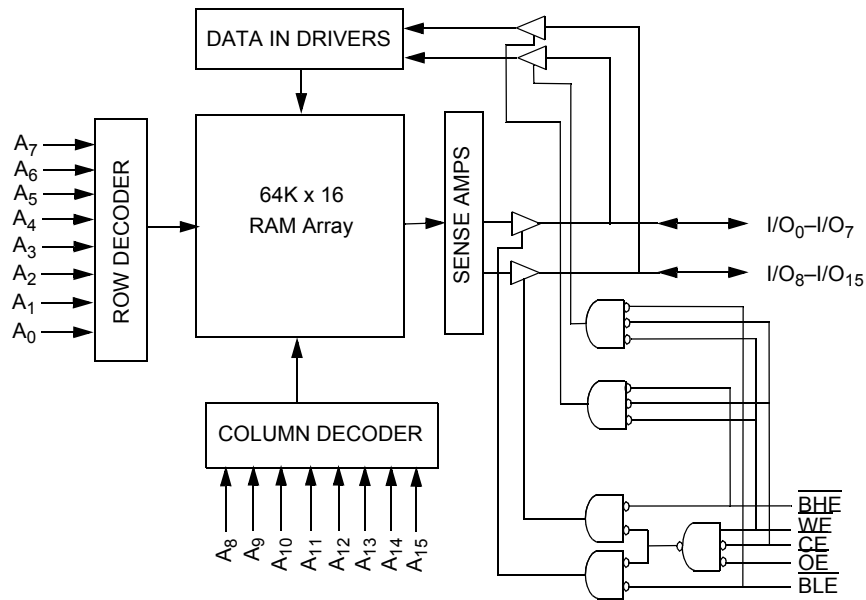 DATA IN DRIVERS
A7
A6
A5
A4
A3
A2
A1
A0
ROW DECODER
64K x 16
RAM Array
SENSE AMPS
I/O0–I/O7
I/O8–I/O15
COLUMN DECODER
A8
A9
A10
A11
A12
A13
A14
A15
BHE
WE
CE
OE
BLE